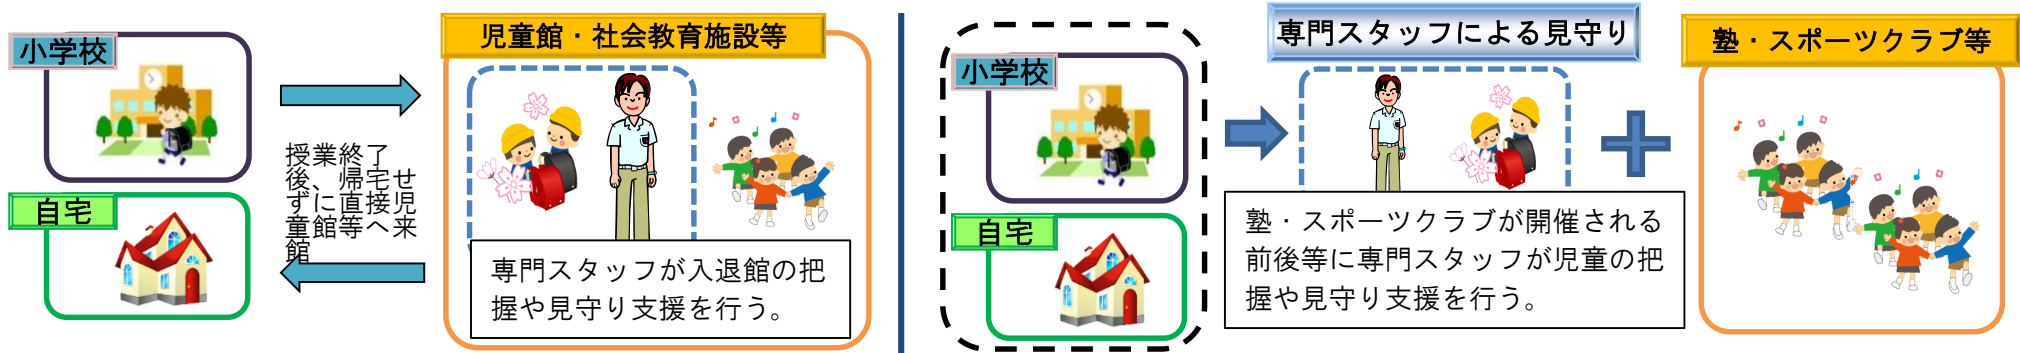 小学校
自宅
授業終了
後、帰宅せ
ずに直接児
童館等へ来
館
児童館・社会教育施設等
専門スタッフが入退館の把
握や見守り支援を行う。
小学校
自宅
専門スタッフによる見守り
塾・スポーツクラブが開催される
前後等に専門スタッフが児童の把
握や見守り支援を行う。
塾・スポーツクラブ等